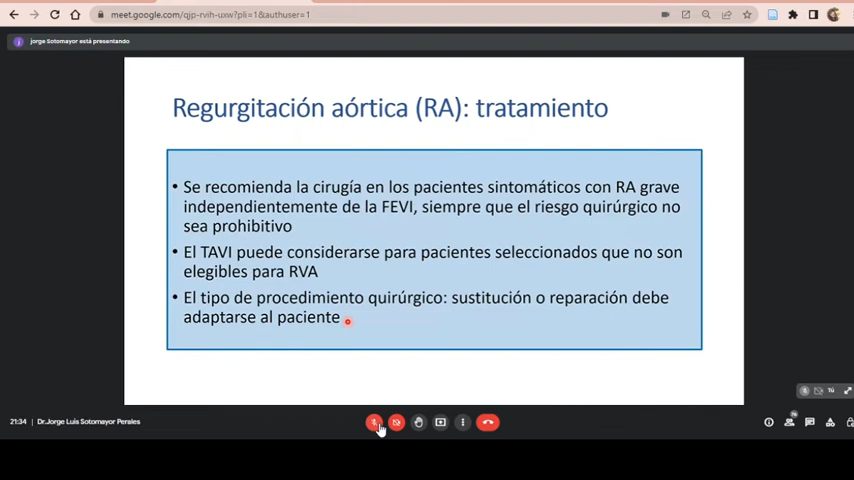 meet.google.com/qjp-rvih-uxw?pli=1&authuser=1
jorge Sotomayor está presentando
Regurgitación aórtica (RA): tratamiento
• Se recomienda la cirugía en los pacientes sintomáticos con RA grave
independientemente de la FEVI, siempre que el riesgo quirúrgico no
sea prohibitivo
• El TAVI puede considerarse para pacientes seleccionados que no son
elegibles para RVA
• El tipo de procedimiento quirúrgico: sustitución o reparación debe
adaptarse al paciente
Tú
21:34 | Dr.Jorge Luis Sotomayor Perales